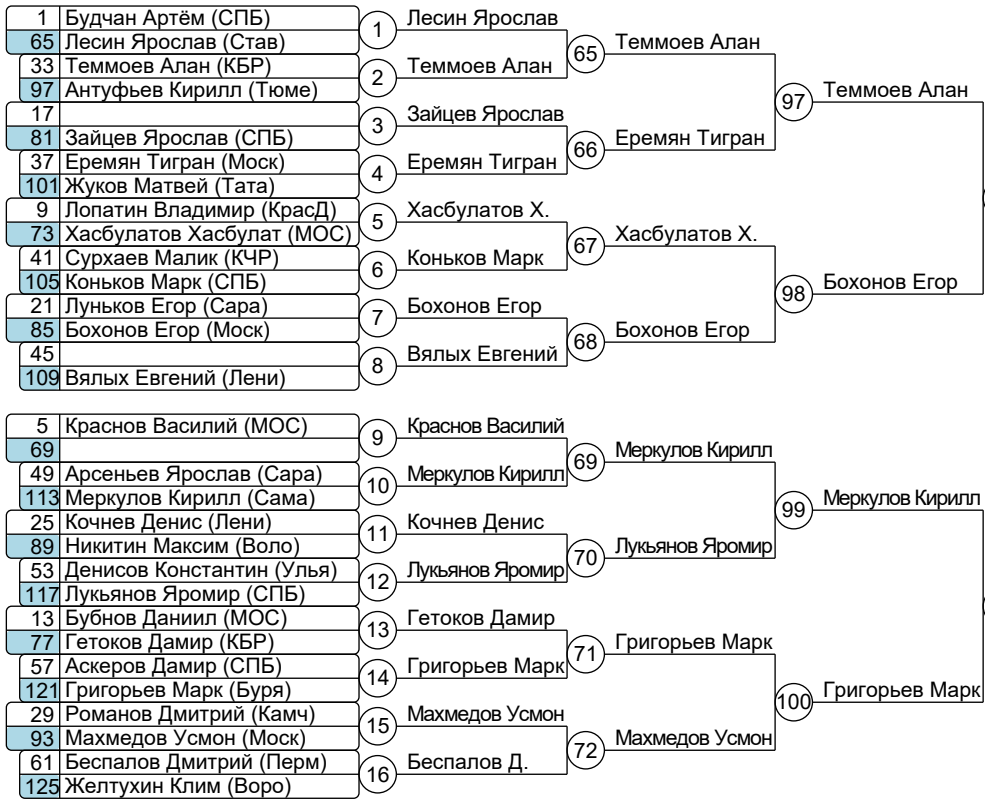 1 Будчан Артём (СПБ)
65 Лесин Ярослав (Став)
33 Теммоев Алан (КБР)
97 Антуфьев Кирилл (Тюме)
17
81 Зайцев Ярослав (СПБ)
37 Еремян Тигран (Моск)
101 Жуков Матвей (Тата)
9 Лопатин Владимир (КрасД)
73 Хасбулатов Хасбулат (МОС)
41 Сурхаев Малик (КЧР)
105 Коньков Марк (СПБ)
21 Луньков Егор (Сара)
85 Бохонов Егор (Моск)
45
109 Вялых Евгений (Лени)
1 Лесин Ярослав
2 Теммоев Алан
3 Зайцев Ярослав
4 Еремян Тигран
5 Хасбулатов Х.
6 Коньков Марк
7 Бохонов Егор
8 Вялых Евгений
65 Теммоев Алан
66 Еремян Тигран
67 Хасбулатов Х.
68 Бохонов Егор
97 Теммоев Алан
98 Бохонов Егор
5 Краснов Василий (МОС)
69
49 Арсеньев Ярослав (Сара)
113 Меркулов Кирилл (Сама)
25 Кочнев Денис (Лени)
89 Никитин Максим (Воло)
53 Денисов Константин (Улья)
117 Лукьянов Яромир (СПБ)
13 Бубнов Даниил (МОС)
77 Гетоков Дамир (КБР)
57 Аскеров Дамир (СПБ)
121 Григорьев Марк (Буря)
29 Романов Дмитрий (Камч)
93 Махмедов Усмон (Моск)
61 Беспалов Дмитрий (Перм)
125 Желтухин Клим (Воро)
9 Краснов Василий
10 Меркулов Кирилл
11 Кочнев Денис
12 Лукьянов Яромир
13 Гетоков Дамир
14 Григорьев Марк
15 Махмедов Усмон
16 Беспалов Д.
69 Меркулов Кирилл
70 Лукьянов Яромир
71 Григорьев Марк
72 Махмедов Усмон
99 Меркулов Кирилл
100 Григорьев Марк